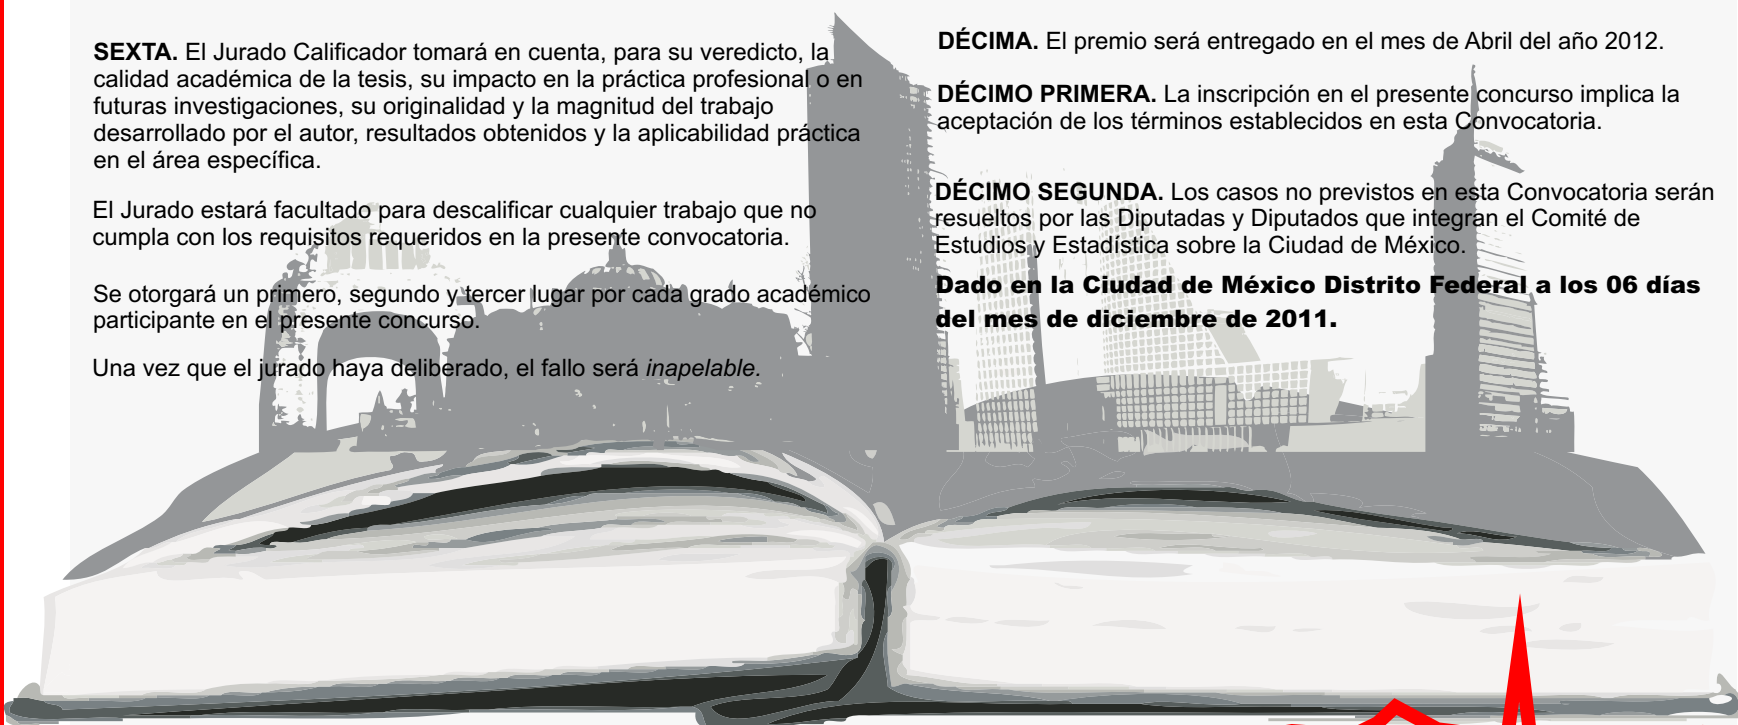 SEXTA. El Jurado Calificador tomará en cuenta, para su veredicto, la
calidad académica de la tesis, su impacto en la práctica profesional o en
futuras investigaciones, su originalidad y la magnitud del trabajo
desarrollado por el autor, resultados obtenidos y la aplicabilidad práctica
en el área específica.
El Jurado estará facultado para descalificar cualquier trabajo que no
cumpla con los requisitos requeridos en la presente convocatoria.
Se otorgará un primero, segundo y tercer lugar por cada grado académico
participante en el presente concurso.
Una vez que el jurado haya deliberado, el fallo será inapelable.
DÉCIMA. El premio será entregado en el mes de Abril del año 2012.
DÉCIMO PRIMERA. La inscripción en el presente concurso implica la
aceptación de los términos establecidos en esta Convocatoria.
DÉCIMO SEGUNDA. Los casos no previstos en esta Convocatoria serán
resueltos por las Diputadas y Diputados que integran el Comité de
Estudios y Estadística sobre la Ciudad de México.
Dado en la Ciudad de México Distrito Federal a los 06 días
del mes de diciembre de 2011.